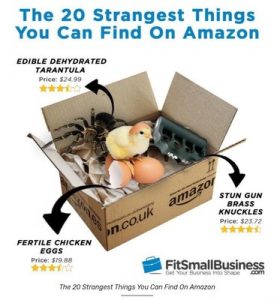 The 20 Strangest Things
You Can Find On Amazon
EDIBLE DEHYDRATED
TARANTULA
Price: $24.99
amazon
.co.uk
STUN GUN
BRASS
KNUCKLES
Price: $23.72
FERTILE CHICKEN
EGGS
Price: $19.88
FitSmallBusiness
.com
Get Your Business Into Shape
The 20 Strangest Things You Can Find On Amazon